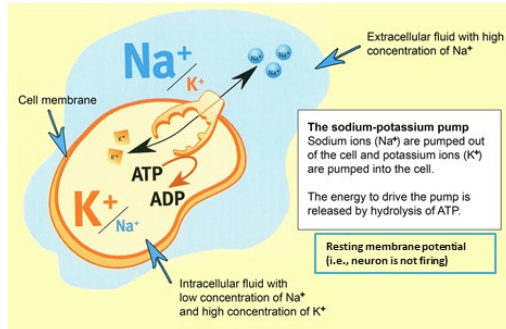 Extracellular fluid with high
concentration of Na⁺
Na⁺
K⁺
Na⁺
Na⁺
Na⁺
Cell membrane
K⁺
K⁺
ATP
ADP
K⁺
Na⁺
The sodium-potassium pump
Sodium ions (Na⁺) are pumped out
of the cell and potassium ions (K⁺)
are pumped into the cell.
The energy to drive the pump is
released by hydrolysis of ATP.
Resting membrane potential
(i.e., neuron is not firing)
Intracellular fluid with
low concentration of Na⁺
and high concentration of K⁺